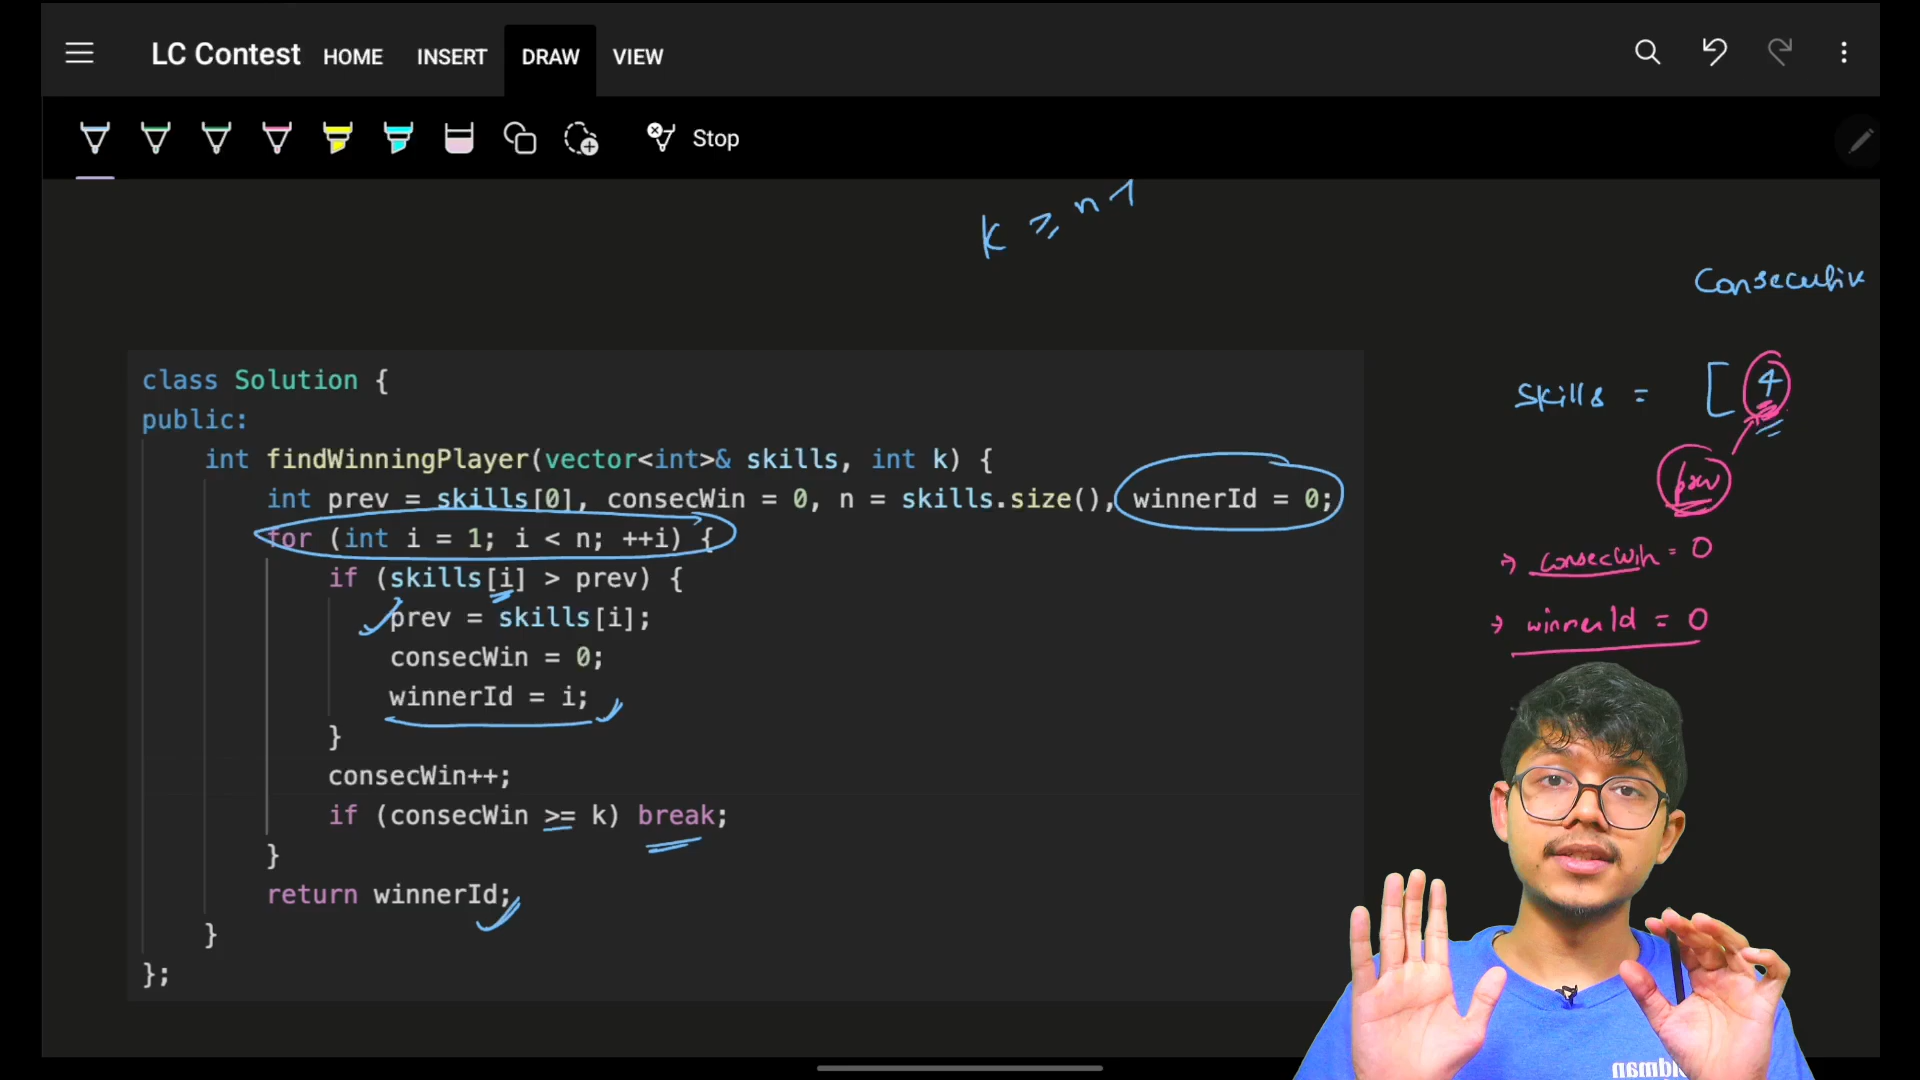 LC Contest HOME INSERT DRAW VIEW
Stop
k ≥ n-1
Consecutiv
skills = [ 4
prev
→ consecWin = 0
→ winnerId = 0
class Solution {
public:
int findWinningPlayer(vector<int>& skills, int k) {
int prev = skills[0], consecWin = 0, n = skills.size(), winnerId = 0;
for (int i = 1; i < n; ++i) {
if (skills[i] > prev) {
prev = skills[i];
consecWin = 0;
winnerId = i;
}
consecWin++;
if (consecWin >= k) break;
}
return winnerId;
}
};